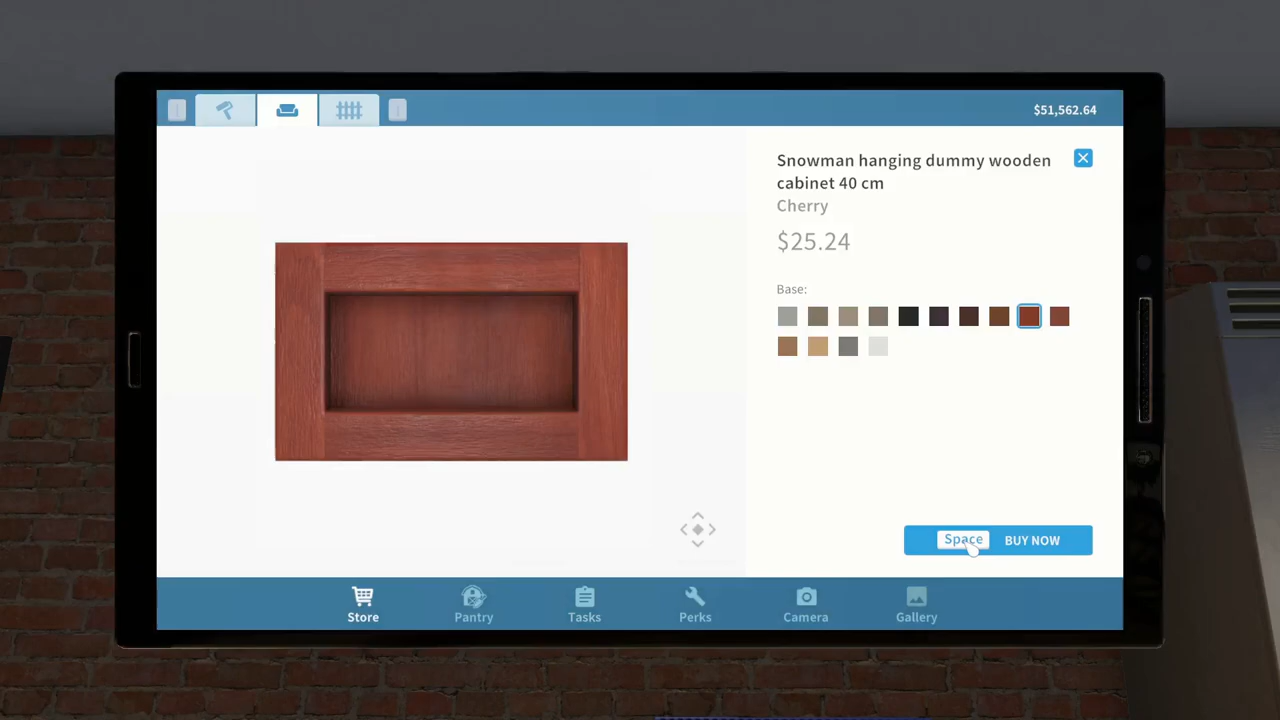 $51,562.64
Snowman hanging dummy wooden
cabinet 40 cm
Cherry
$25.24
Base:
Space BUY NOW
Store Pantry Tasks Perks Camera Gallery